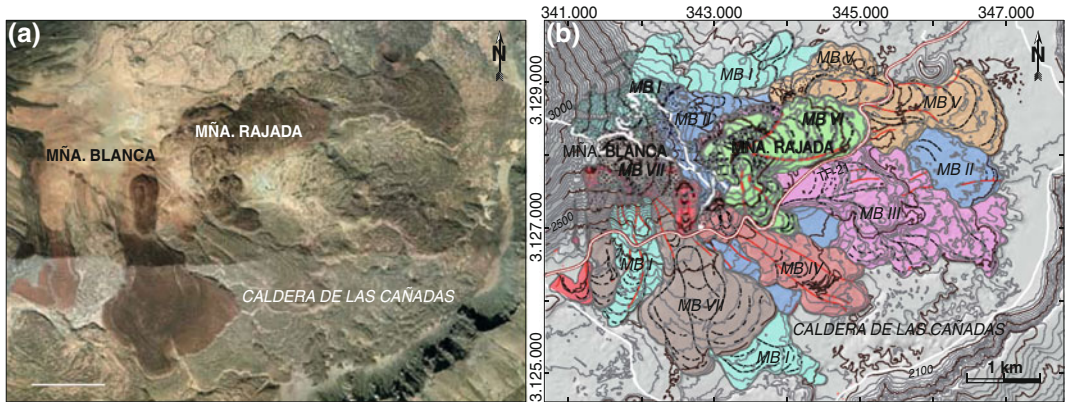 (a)
N
MÑA. RAJADA
MÑA. BLANCA
CALDERA DE LAS CAÑADAS
341.000
343.000
345.000
347.000
3.129.000
3.127.000
3.125.000
(b)
N
MB V
MB I
MB I
MB V
3000
MB II
MB VI
MÑA. RAJADA
MÑA. BLANCA
MB VII
MB II
TF-21
MB III
2500
MB I
MB IV
MB VII
CALDERA DE LAS CAÑADAS
MB I
2100
1 km